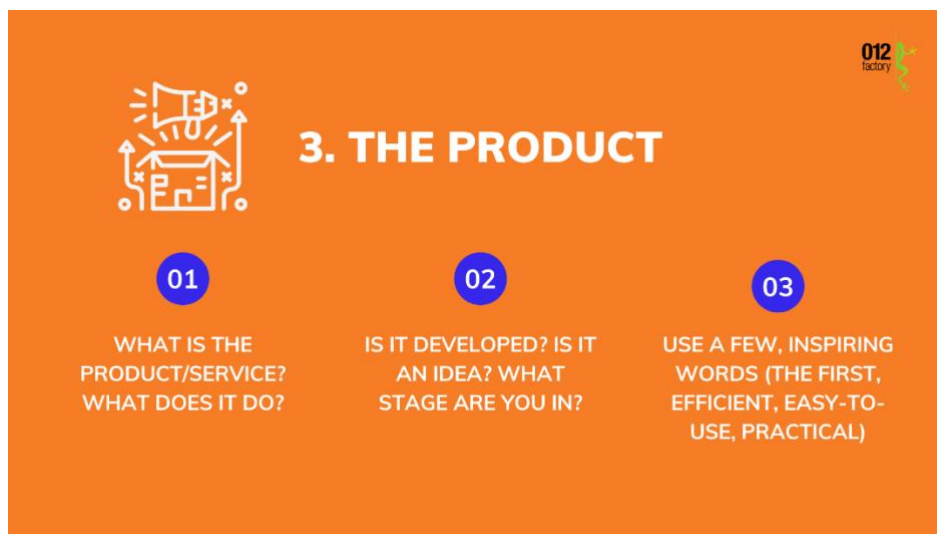 012
factory
3. THE PRODUCT
01
WHAT IS THE
PRODUCT/SERVICE?
WHAT DOES IT DO?
02
IS IT DEVELOPED? IS IT
AN IDEA? WHAT
STAGE ARE YOU IN?
03
USE A FEW, INSPIRING
WORDS (THE FIRST,
EFFICIENT, EASY-TO-
USE, PRACTICAL)